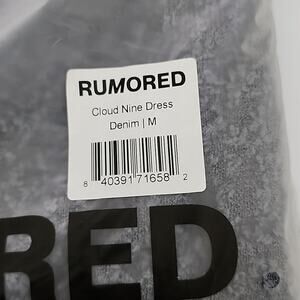 RUMORED
Cloud Nine Dress
Denim | M
8 40391 71658 2
RED